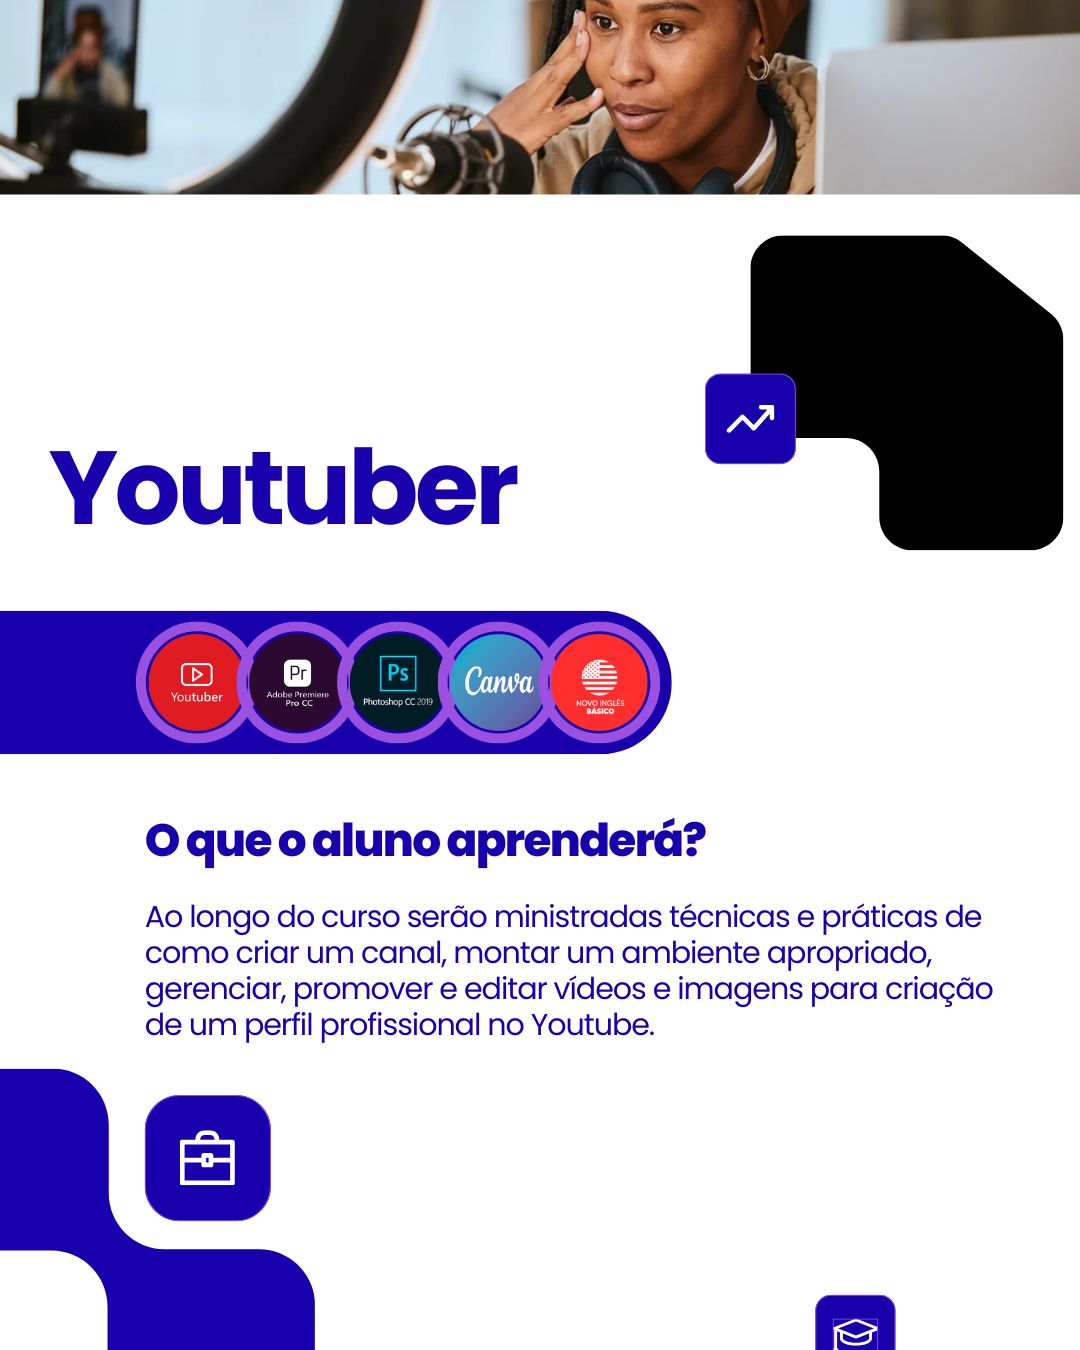 Youtuber
Youtuber
Pr
Adobe Premiere
Pro CC
Ps
Photoshop CC 2019
Canva
NOVO INGLÊS
BÁSICO
O que o aluno aprenderá?
Ao longo do curso serão ministradas técnicas e práticas de
como criar um canal, montar um ambiente apropriado,
gerenciar, promover e editar vídeos e imagens para criação
de um perfil profissional no Youtube.